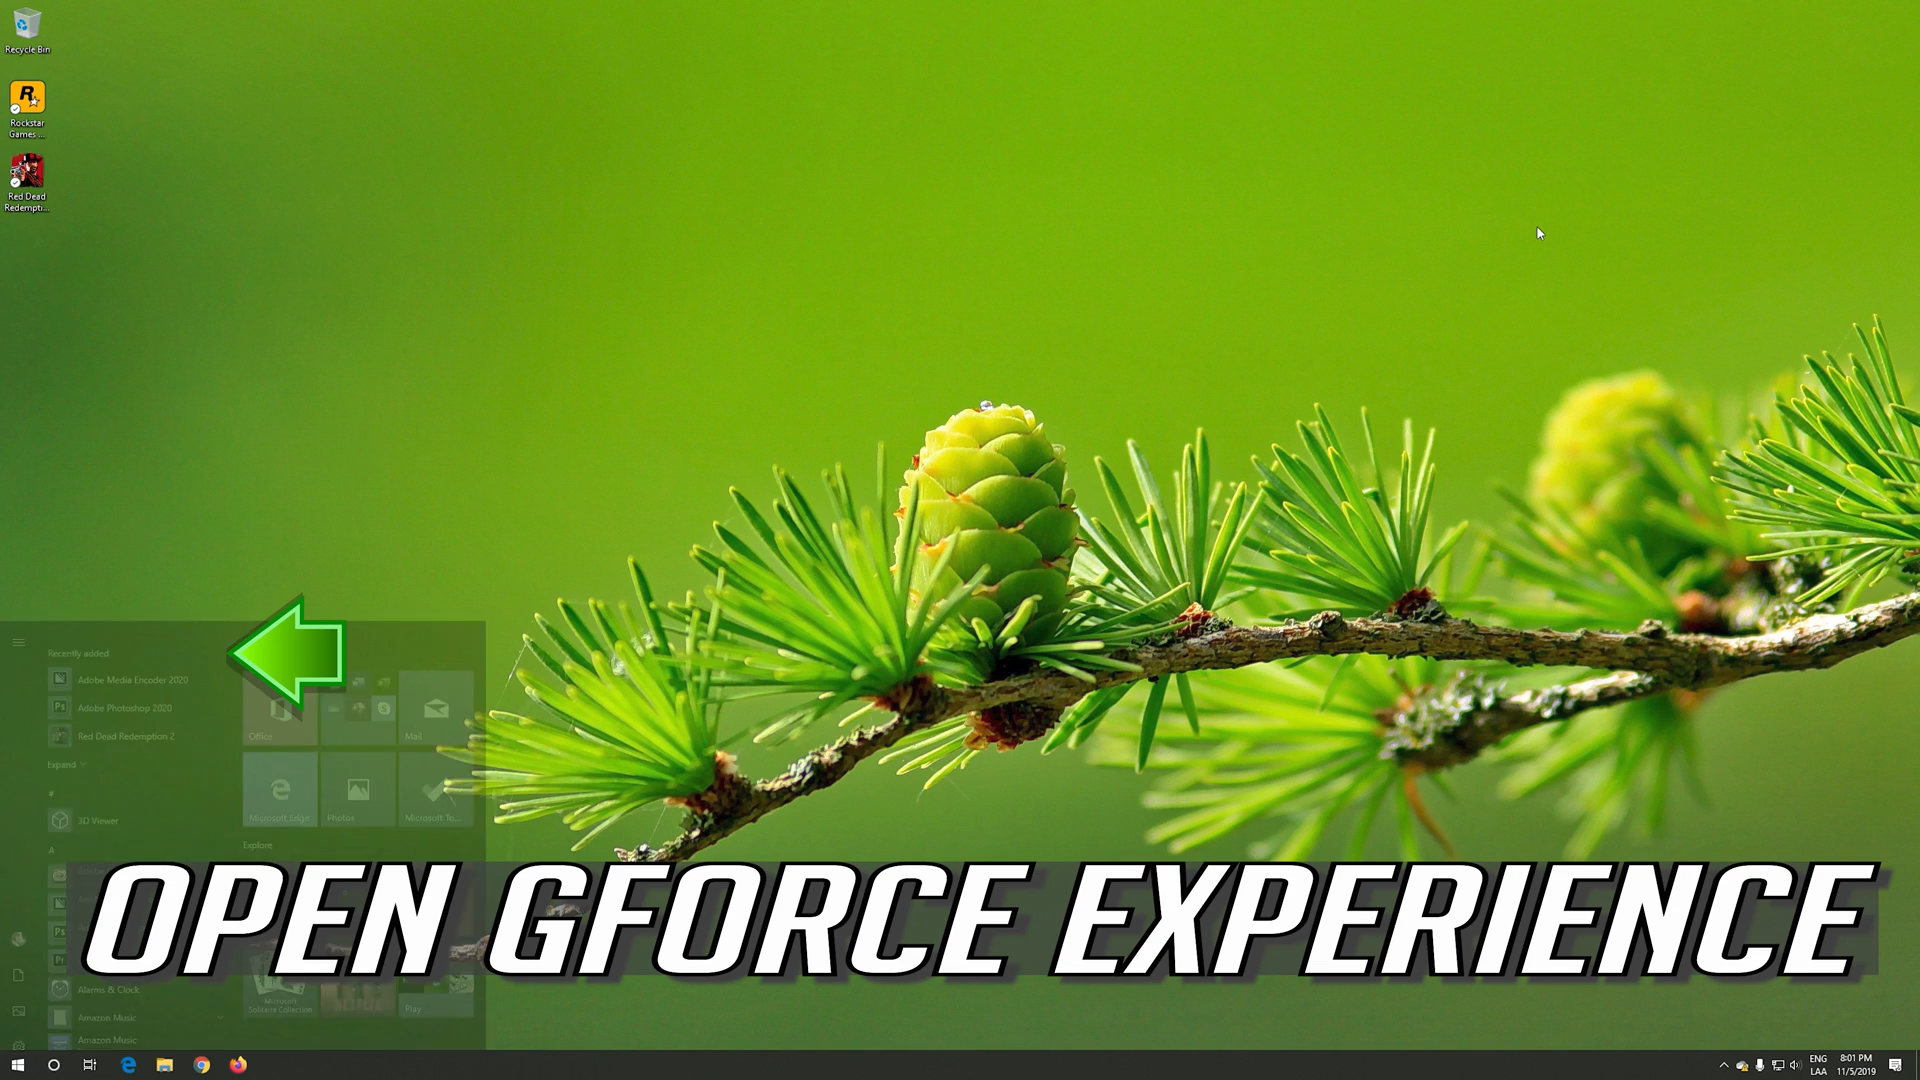 Recycle Bin
Rockstar
Games ...
Red Dead
Redempti...
Recently added
Adobe Media Encoder 2020
Adobe Photoshop 2020
Red Dead Redemption 2
Expand
#
3D Viewer
A
Office
Mail
Microsoft Edge
Photos
Microsoft To...
Explore
OPEN GFORCE EXPERIENCE
Alarms & Clock
Amazon Music
Amazon Music
Microsoft
Solitaire Collection
NETFLIX
Play
ENG
LAA
8:01 PM
11/5/2019